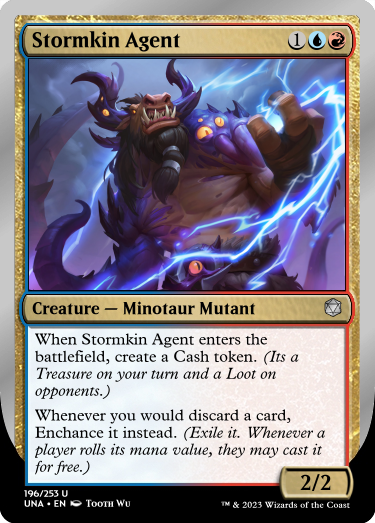 Stormkin Agent 1
Creature — Minotaur Mutant
When Stormkin Agent enters the
battlefield, create a Cash token. (Its a
Treasure on your turn and a Loot on
opponents.)
Whenever you would discard a card,
Enchance it instead. (Exile it. Whenever a
player rolls its mana value, they may cast it
for free.)
2/2
196/253 U
UNA • EN Tooth Wu
™ & 2023 Wizards of the Coast